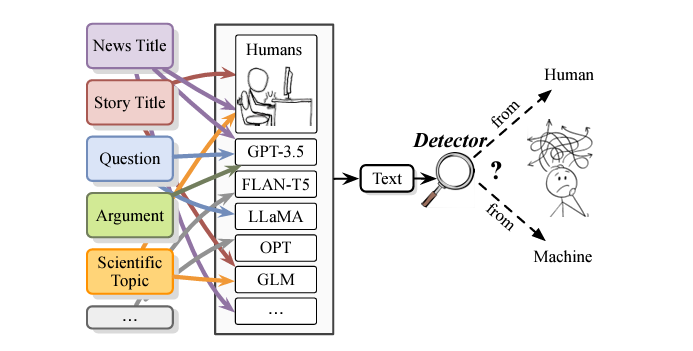 News Title
Story Title
Question
Argument
Scientific
Topic
...
Humans
GPT-3.5
FLAN-T5
LLaMA
OPT
GLM
...
Text
Detector
?
from
from
Human
Machine